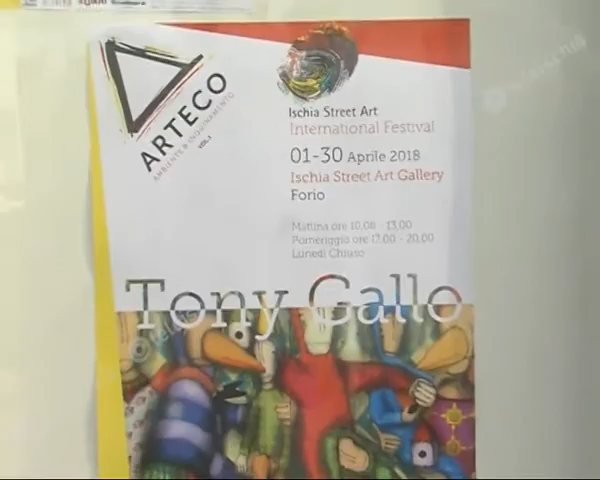 ARTECO
AMBIENTE & INQUINAMENTO
VOL.1
Ischia Street Art
International Festival
01-30 Aprile 2018
Ischia Street Art Gallery
Forio
Mattina ore 10,00 - 13,00
Pomeriggio ore 17,00 - 20,00
Lunedì Chiuso
Tony Gallo